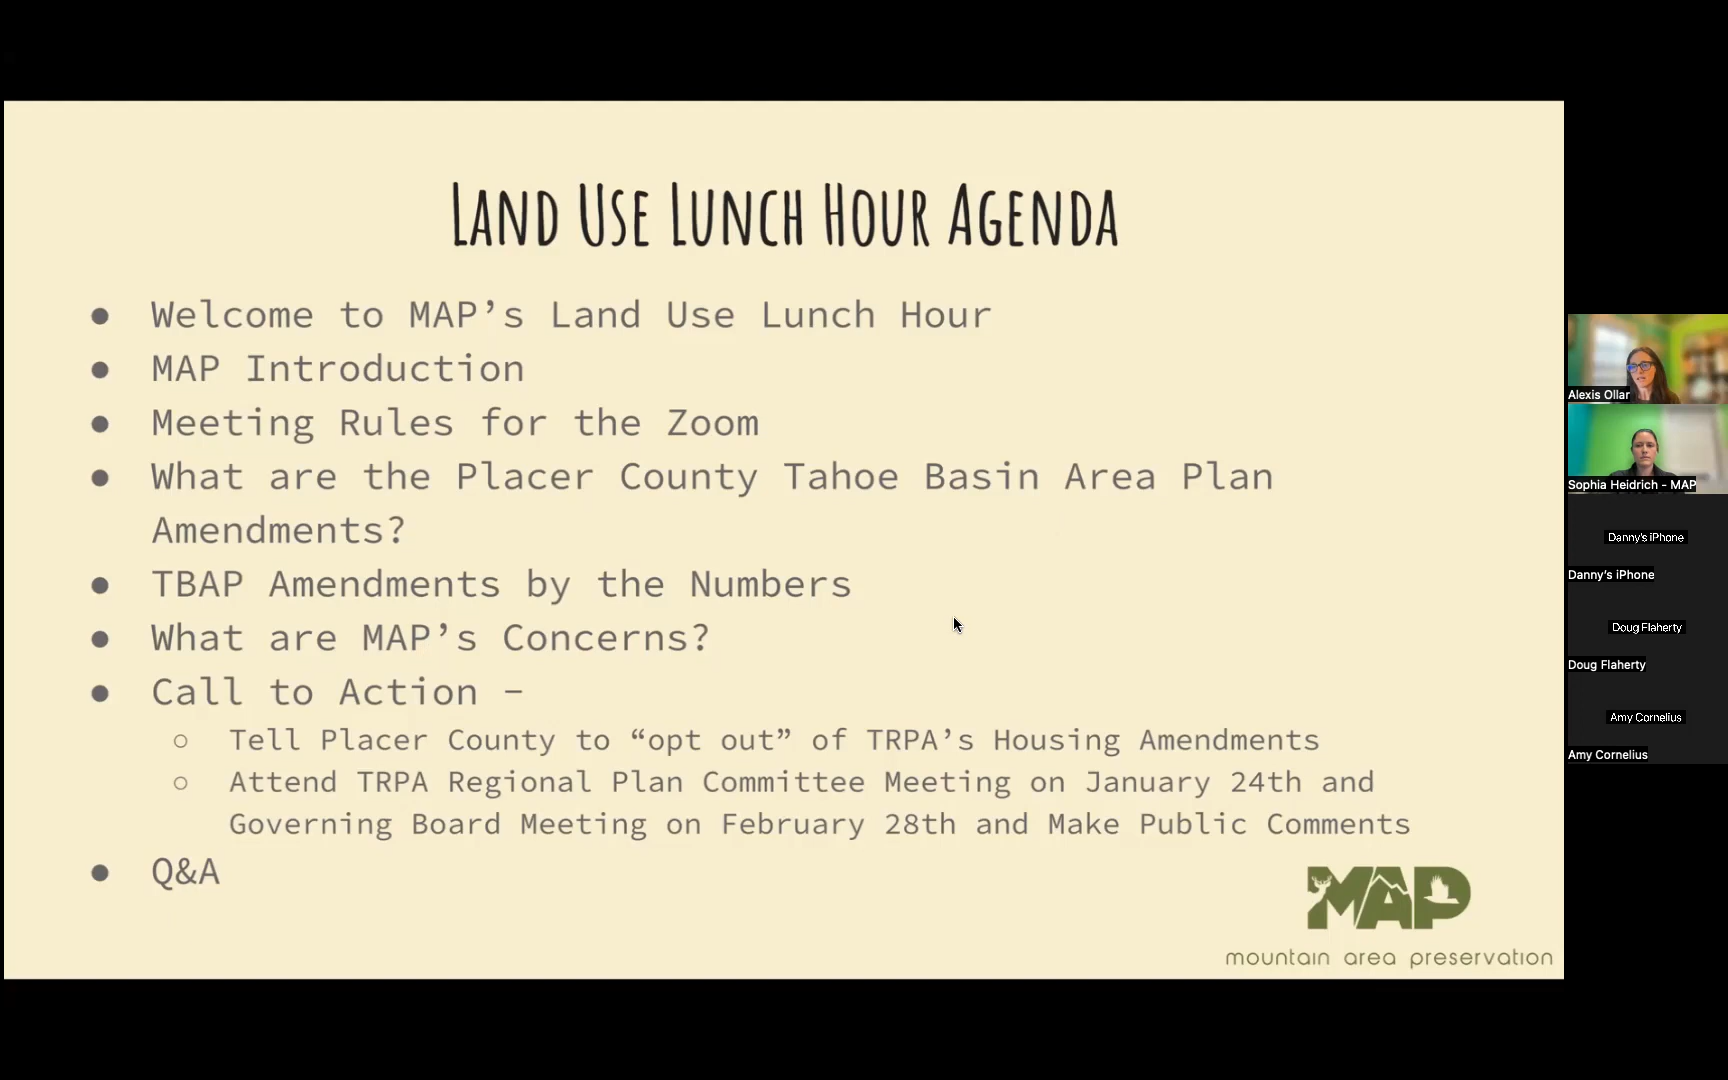 Land Use Lunch Hour Agenda
● Welcome to MAP’s Land Use Lunch Hour
● MAP Introduction
● Meeting Rules for the Zoom
● What are the Placer County Tahoe Basin Area Plan
Amendments?
● TBAP Amendments by the Numbers
● What are MAP’s Concerns?
● Call to Action –
○ Tell Placer County to “opt out” of TRPA’s Housing Amendments
○ Attend TRPA Regional Plan Committee Meeting on January 24th and
Governing Board Meeting on February 28th and Make Public Comments
● Q&A
MAP
mountain area preservation
Alexis Ollar
Sophia Heidrich - MAP
Danny's iPhone
Danny's iPhone
Doug Flaherty
Doug Flaherty
Amy Cornelius
Amy Cornelius